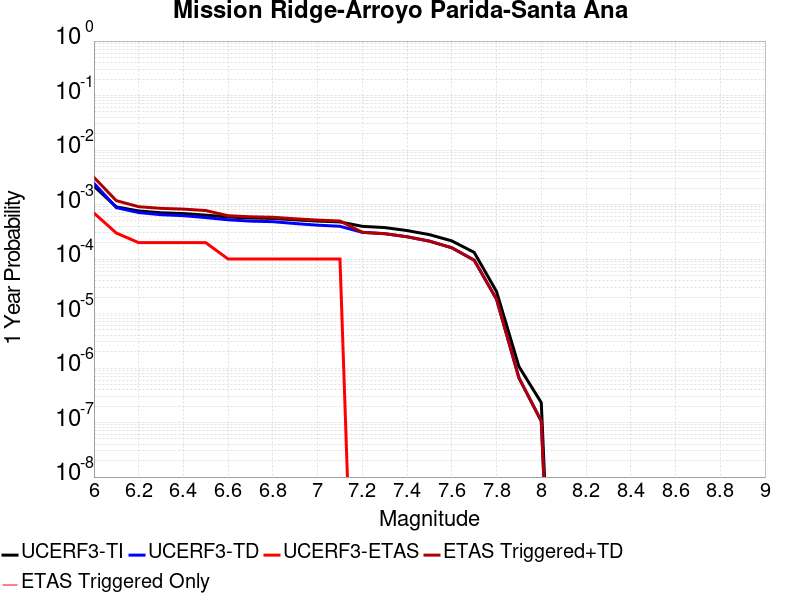 Mission Ridge-Arroyo Parida-Santa Ana
10^0
10^-1
10^-2
10^-3
10^-4
10^-5
10^-6
10^-7
10^-8
1 Year Probability
6 6.2 6.4 6.6 6.8 7 7.2 7.4 7.6 7.8 8 8.2 8.4 8.6 8.8 9
Magnitude
UCERF3-TI UCERF3-TD UCERF3-ETAS ETAS Triggered+TD
ETAS Triggered Only